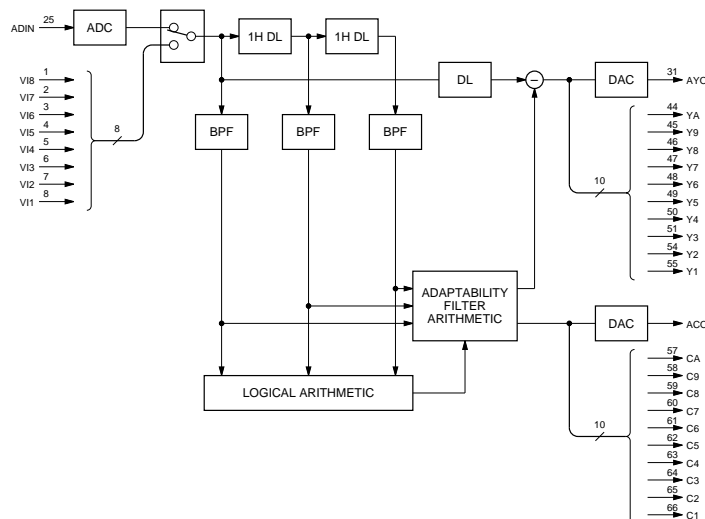 ADIN 25 ADC
1H DL 1H DL
VI8 1
VI7 2
VI6 3
VI5 4
VI4 5
VI3 6
VI2 7
VI1 8
8
BPF BPF BPF
DL − DAC 31 AYO
44 YA
45 Y9
46 Y8
47 Y7
48 Y6
49 Y5
50 Y4
51 Y3
54 Y2
55 Y1
10
ADAPTABILITY
FILTER
ARITHMETIC
LOGICAL ARITHMETIC
DAC ACO
57 CA
58 C9
59 C8
60 C7
61 C6
62 C5
63 C4
64 C3
65 C2
66 C1
10